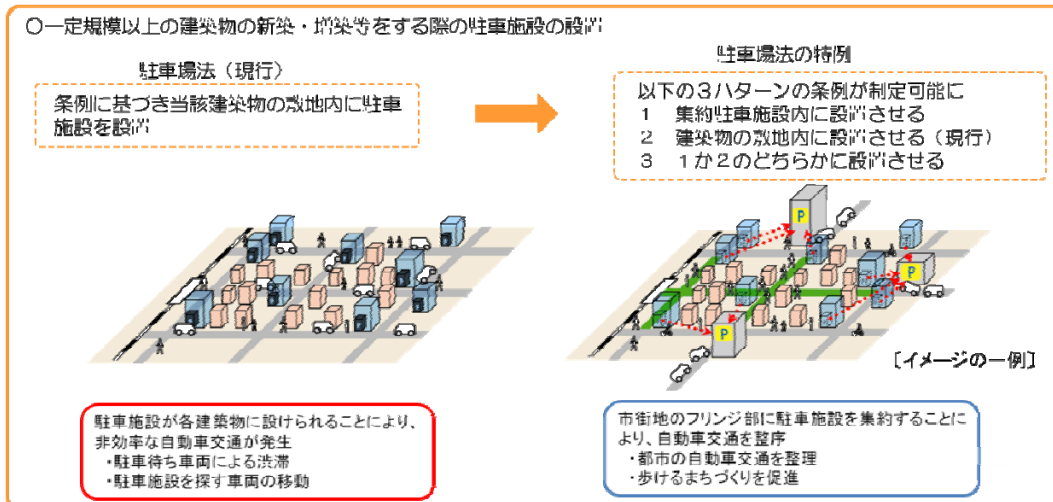 〇一定規模以上の建築物の新築・増築等をする際の駐車施設の設置
駐車場法（現行）
条例に基づき当該建築物の敷地内に駐車
施設を設置
駐車場法の特例
以下の３パターンの条例が制定可能に
１　集約駐車施設内に設置させる
２　建築物の敷地内に設置させる（現行）
３　１か２のどちらかに設置させる
P
P
P
［イメージの一例］
駐車施設が各建築物に設けられることにより、
非効率な自動車交通が発生
・駐車待ち車両による渋滞
・駐車施設を探す車両の移動
市街地のフリンジ部に駐車施設を集約することに
より、自動車交通を整序
・都市の自動車交通を整理
・歩けるまちづくりを促進